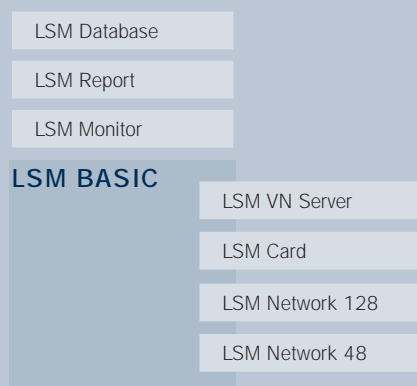 LSM Database
LSM Report
LSM Monitor
LSM BASIC
LSM VN Server
LSM Card
LSM Network 128
LSM Network 48